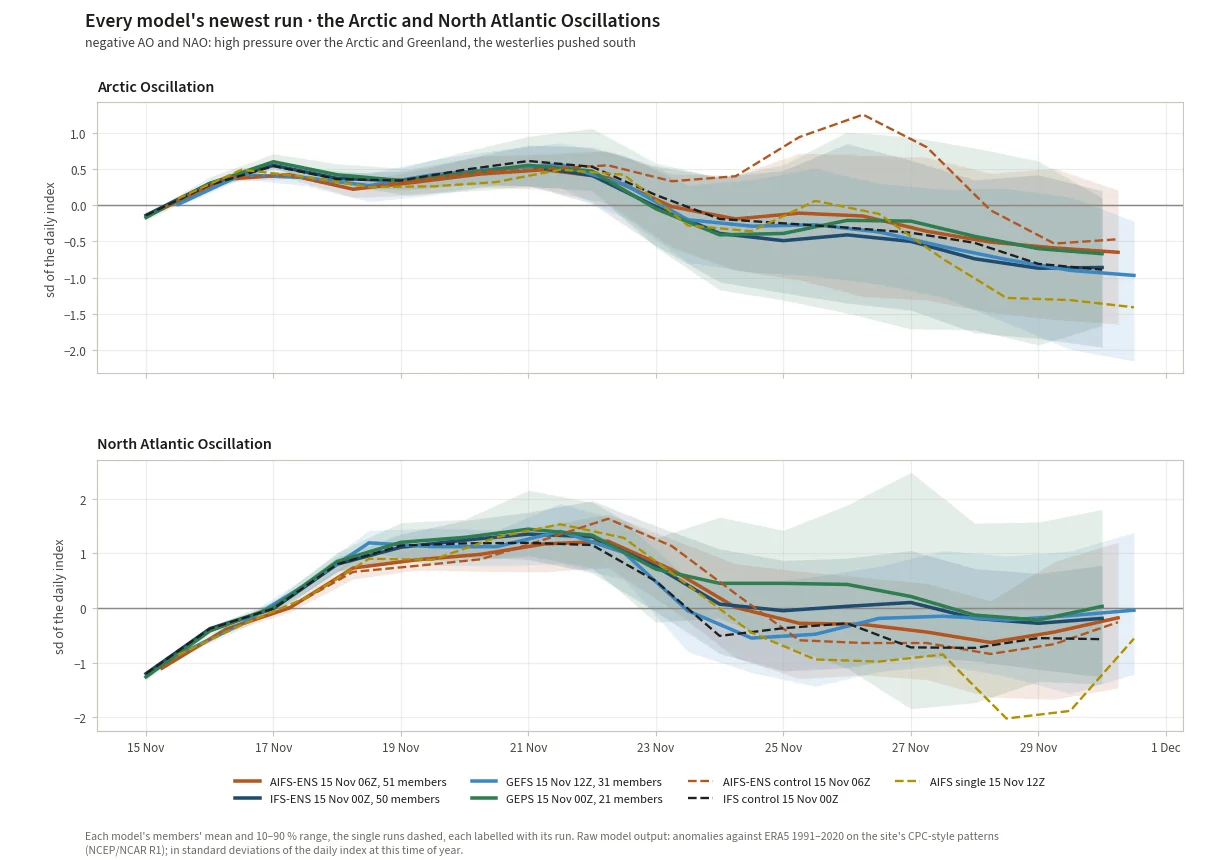 Every model's newest run · the Arctic and North Atlantic Oscillations
negative AO and NAO: high pressure over the Arctic and Greenland, the westerlies pushed south
Arctic Oscillation
sd of the daily index
1.0
0.5
0.0
−0.5
−1.0
−1.5
−2.0
North Atlantic Oscillation
sd of the daily index
2
1
0
−1
−2
15 Nov 17 Nov 19 Nov 21 Nov 23 Nov 25 Nov 27 Nov 29 Nov 1 Dec
AIFS-ENS 15 Nov 06Z, 51 members GEFS 15 Nov 12Z, 31 members AIFS-ENS control 15 Nov 06Z AIFS single 15 Nov 12Z
IFS-ENS 15 Nov 00Z, 50 members GEPS 15 Nov 00Z, 21 members IFS control 15 Nov 00Z
Each model's members' mean and 10–90 % range, the single runs dashed, each labelled with its run. Raw model output: anomalies against ERA5 1991–2020 on the site's CPC-style patterns
(NCEP/NCAR R1); in standard deviations of the daily index at this time of year.